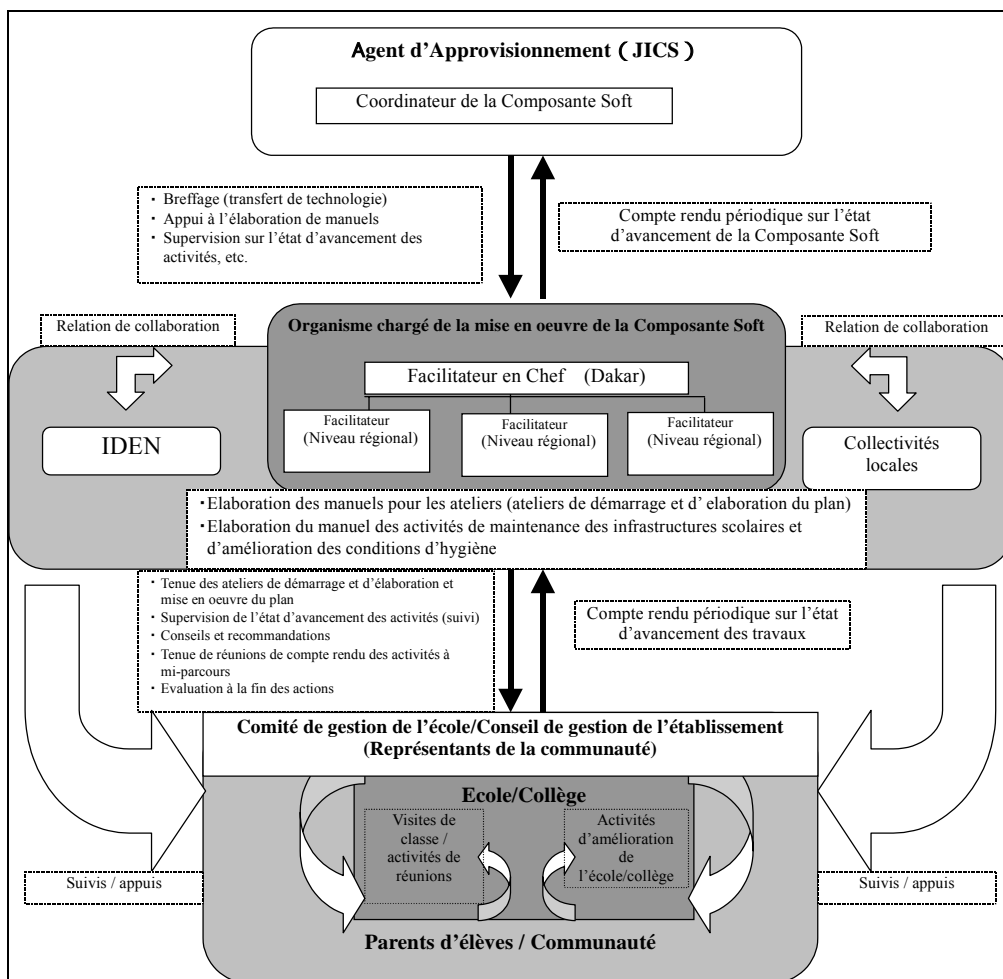 Agent d'Approvisionnement ( JICS )
Coordinateur de la Composante Soft
・ Breffage (transfert de technologie)
・ Appui à l'élaboration de manuels
・ Supervision sur l'état d'avancement des
activités, etc.
Compte rendu périodique sur l'état
d'avancement de la Composante Soft
Relation de collaboration
Organisme chargé de la mise en oeuvre de la Composante Soft
Relation de collaboration
Facilitateur en Chef (Dakar)
Facilitateur
(Niveau régional)
Facilitateur
(Niveau régional)
Facilitateur
(Niveau régional)
IDEN
Collectivités
locales
・Elaboration des manuels pour les ateliers (ateliers de démarrage et d' elaboration du plan)
・Elaboration du manuel des activités de maintenance des infrastructures scolaires et
d'amélioration des conditions d'hygiène
・ Tenue des ateliers de démarrage et d'élaboration et
mise en oeuvre du plan
・ Supervision de l'état d'avancement des activités (suivi)
・ Conseils et recommandations
・ Tenue de réunions de compte rendu des activités à
mi-parcours
・ Evaluation à la fin des actions
Compte rendu périodique sur l'état
d'avancement des travaux
Comité de gestion de l'école/Conseil de gestion de l'établissement
(Représentants de la communauté)
Ecole/Collège
Visites de
classe /
activités de
réunions
Activités
d'amélioration
de
l'école/collège
Suivis / appuis
Suivis / appuis
Parents d'élèves / Communauté